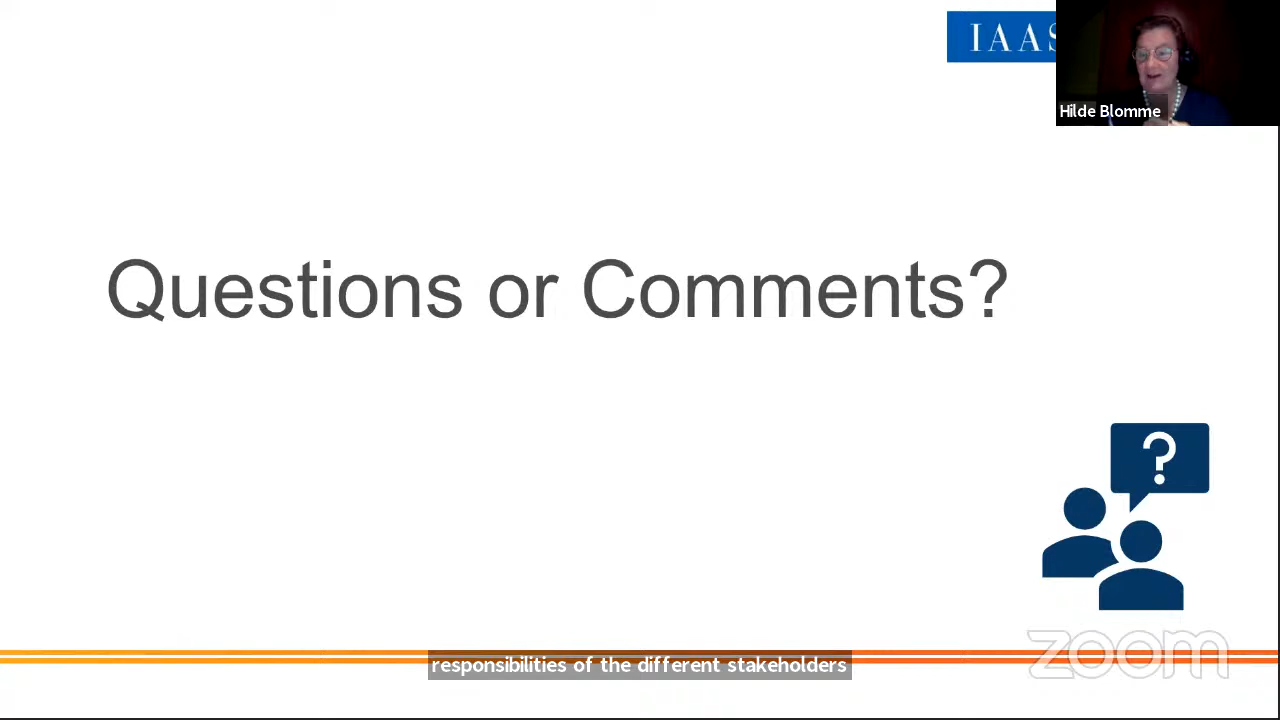 IAAS
Hilde Blomme
Questions or Comments?
?
zoom
responsibilities of the different stakeholders